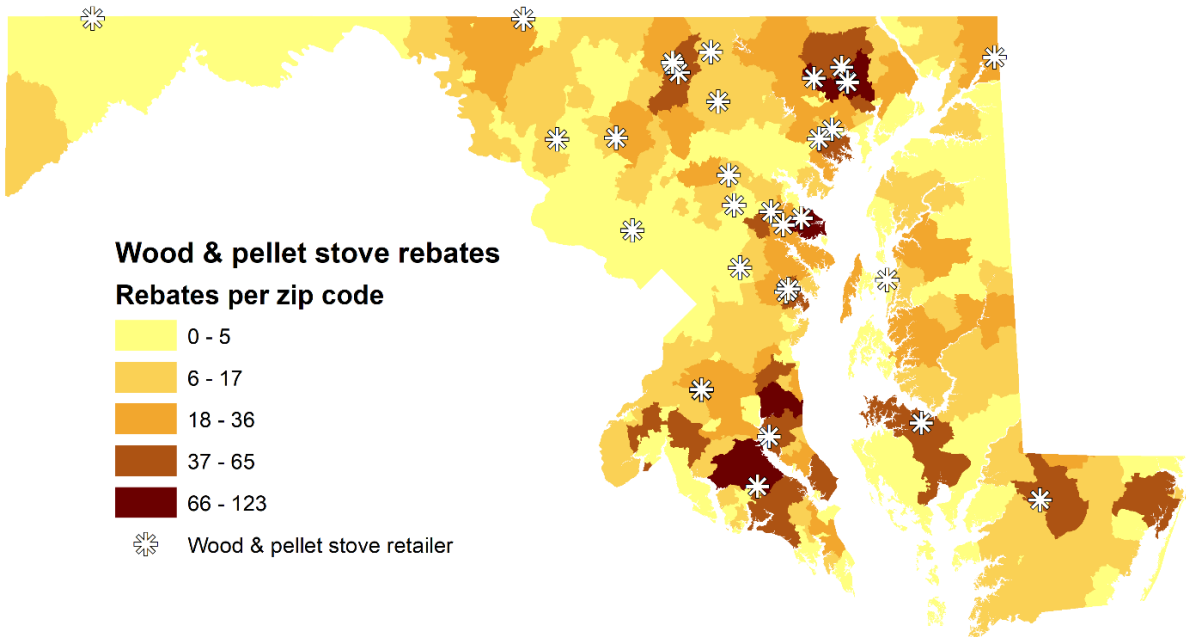 Wood & pellet stove rebates
Rebates per zip code
0 - 5
6 - 17
18 - 36
37 - 65
66 - 123
Wood & pellet stove retailer